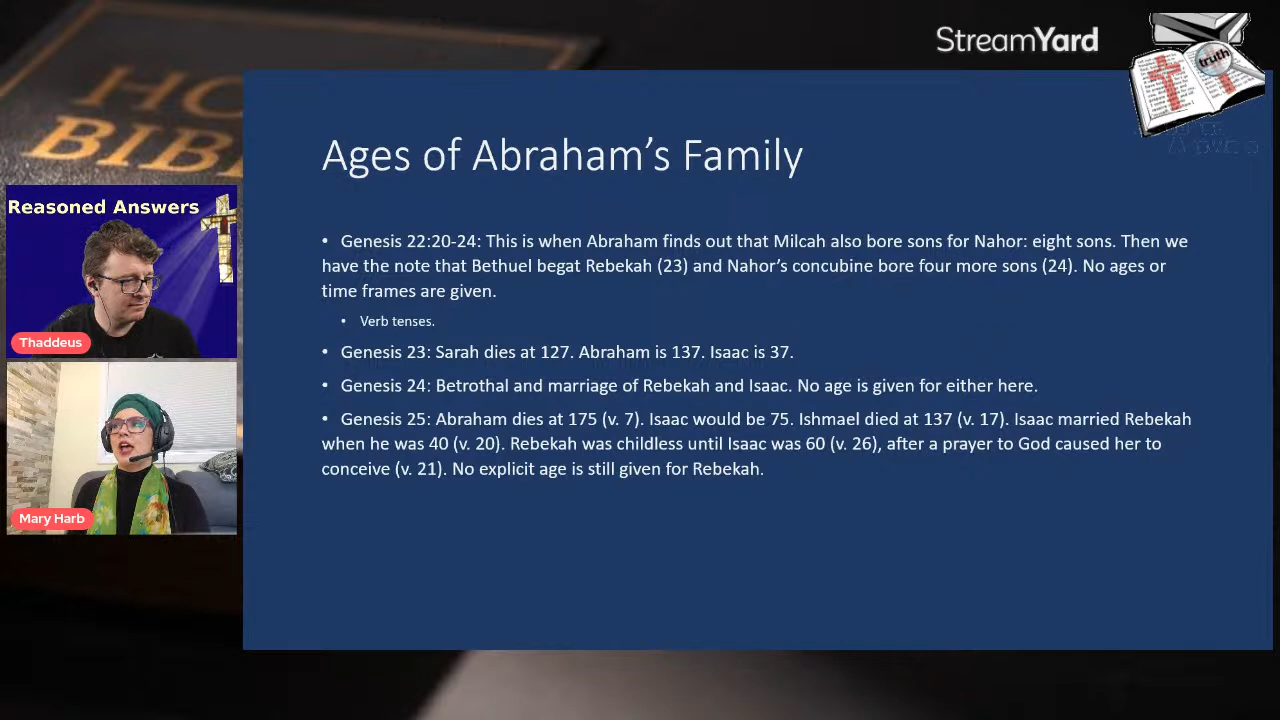 StreamYard
truth
HO
BIB
Ages of Abraham’s Family
Reasoned Answers
Thaddeus
Mary Harb
• Genesis 22:20-24: This is when Abraham finds out that Milcah also bore sons for Nahor: eight sons. Then we
have the note that Bethuel begat Rebekah (23) and Nahor’s concubine bore four more sons (24). No ages or
time frames are given.
• Verb tenses.
• Genesis 23: Sarah dies at 127. Abraham is 137. Isaac is 37.
• Genesis 24: Betrothal and marriage of Rebekah and Isaac. No age is given for either here.
• Genesis 25: Abraham dies at 175 (v. 7). Isaac would be 75. Ishmael died at 137 (v. 17). Isaac married Rebekah
when he was 40 (v. 20). Rebekah was childless until Isaac was 60 (v. 26), after a prayer to God caused her to
conceive (v. 21). No explicit age is still given for Rebekah.